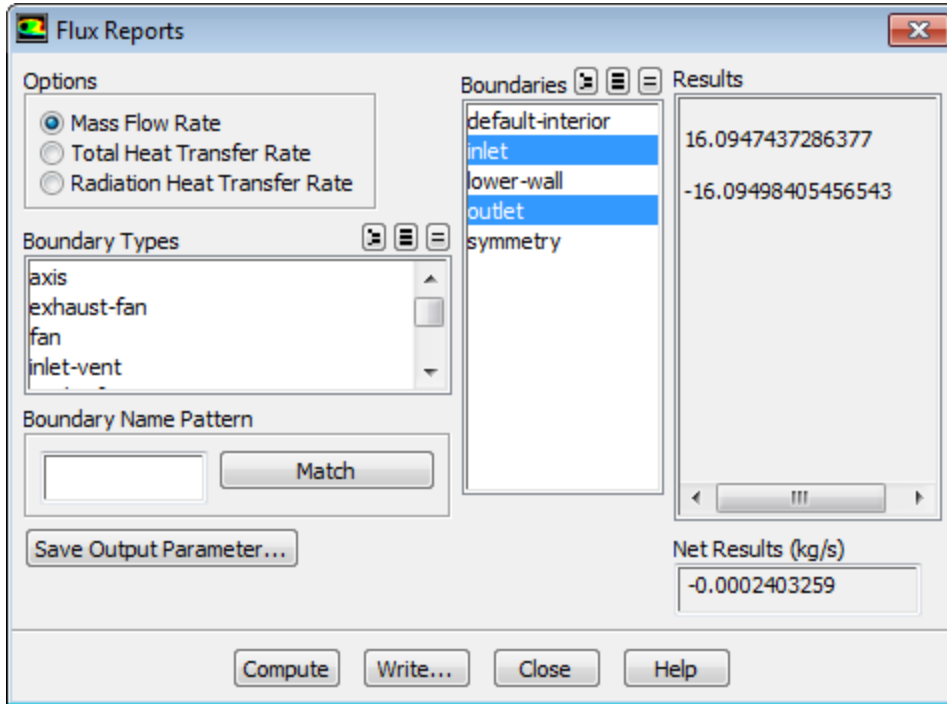 Flux Reports
Options
Mass Flow Rate
Total Heat Transfer Rate
Radiation Heat Transfer Rate
Boundary Types
axis
exhaust-fan
fan
inlet-vent
Boundary Name Pattern
Match
Save Output Parameter...
Boundaries
default-interior
inlet
lower-wall
outlet
symmetry
Results
16.0947437286377
-16.09498405456543
Net Results (kg/s)
-0.0002403259
Compute
Write...
Close
Help